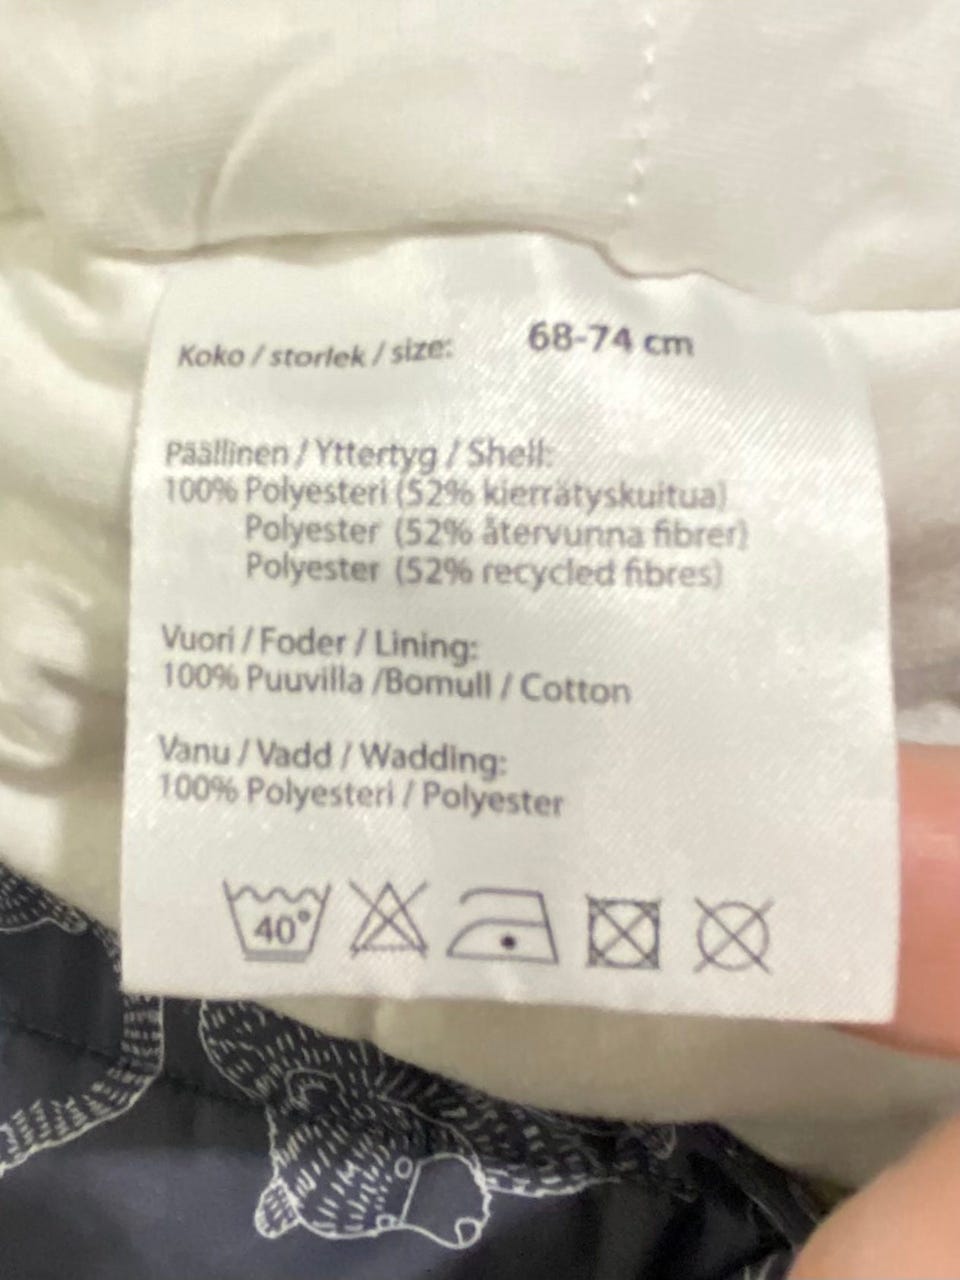 Koko / storlek / size: 68-74 cm
Päällinen / Yttertyg / Shell:
100% Polyesteri (52% kierrätyskuitua)
Polyester (52% återvunna fibrer)
Polyester (52% recycled fibres)
Vuori / Foder / Lining:
100% Puuvilla /Bomull / Cotton
Vanu / Vadd / Wadding:
100% Polyesteri / Polyester
40°